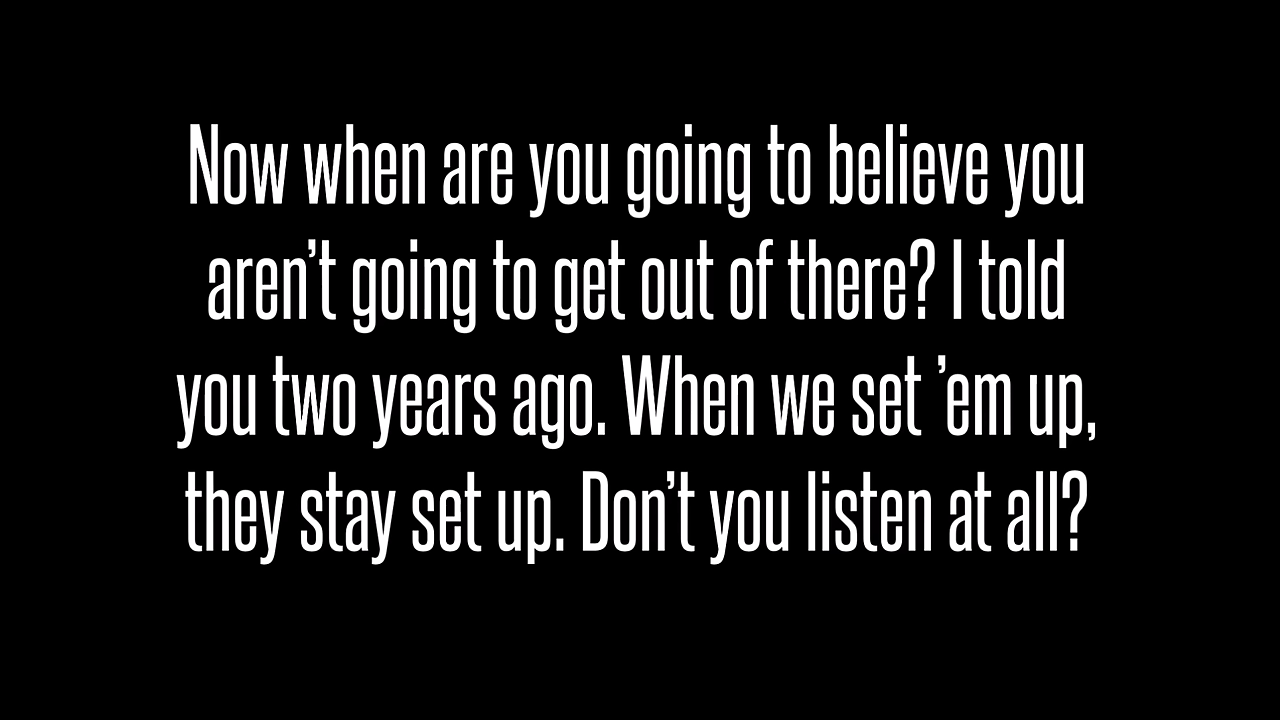 Now when are you going to believe you
aren’t going to get out of there? I told
you two years ago. When we set ’em up,
they stay set up. Don’t you listen at all?